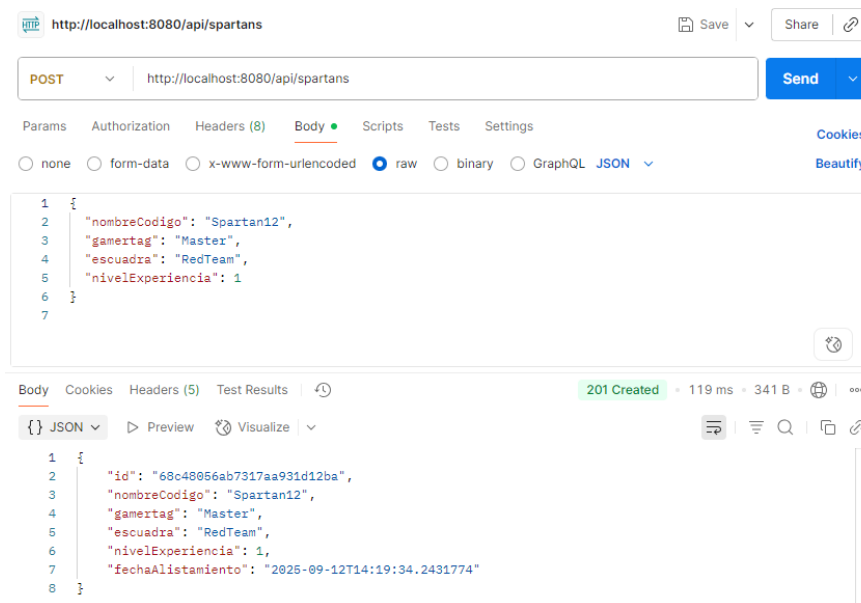 HTTP http://localhost:8080/api/spartans Save Share
POST http://localhost:8080/api/spartans Send
Params Authorization Headers (8) Body Scripts Tests Settings Cookies
none form-data x-www-form-urlencoded raw binary GraphQL JSON Beautify
1 {
2 "nombreCodigo": "Spartan12",
3 "gamertag": "Master",
4 "escuadra": "RedTeam",
5 "nivelExperiencia": 1
6 }
7
Body Cookies Headers (5) Test Results 201 Created 119 ms 341 B
{} JSON Preview Visualize
1 {
2 "id": "68c48056ab7317aa931d12ba",
3 "nombreCodigo": "Spartan12",
4 "gamertag": "Master",
5 "escuadra": "RedTeam",
6 "nivelExperiencia": 1,
7 "fechaAlistamiento": "2025-09-12T14:19:34.2431774"
8 }